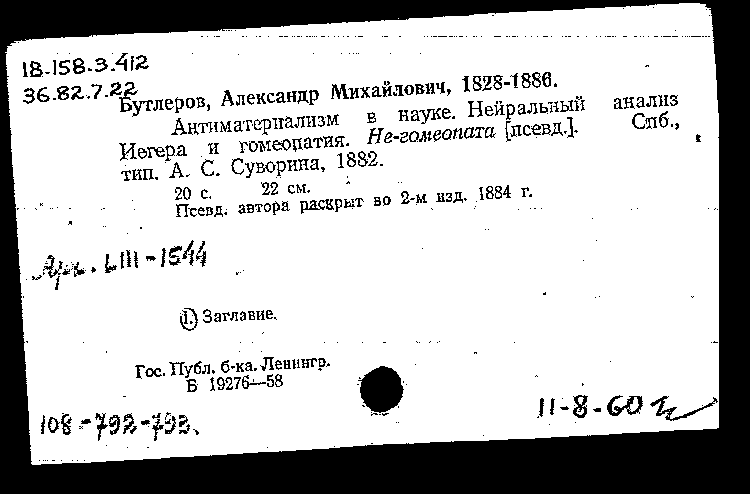 18.158.3.412
36.82.7.22
Бутлеров, Александр Михайлович, 1828-1886.
Антиматериализм в науке. Нейральный анализ
Иегера и гомеопатия. Не-гомеопата [псевд.]. Спб.,
тип. А. С. Суворина, 1882.
20 с. 22 см.
Псевд. автора раскрыт во 2-м изд. 1884 г.
LIII-1544
1. Заглавие.
Гос. Публ. б-ка. Ленингр.
В 19276—58
108-792-793.
11-8-60